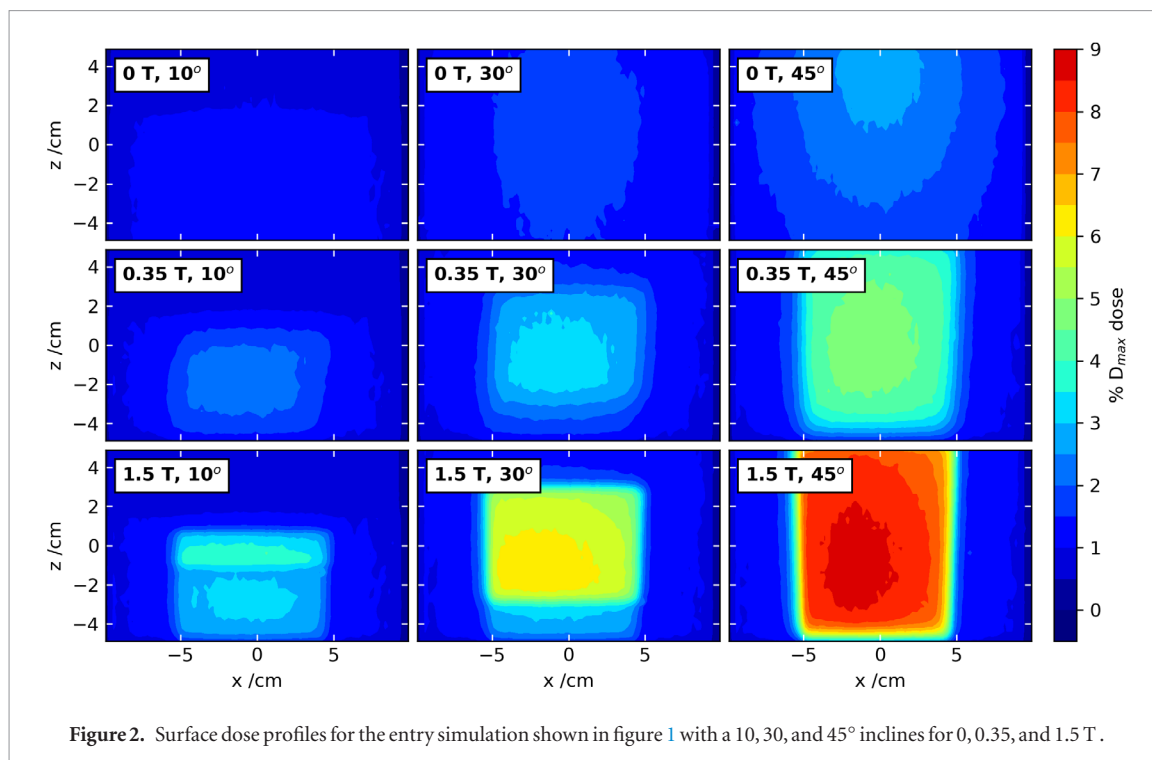 0 T, 10° 0 T, 30° 0 T, 45°
4
2
0
−2
−4
z /cm
0.35 T, 10° 0.35 T, 30° 0.35 T, 45°
4
2
0
−2
−4
z /cm
1.5 T, 10° 1.5 T, 30° 1.5 T, 45°
4
2
0
−2
−4
z /cm
−5 0 5 −5 0 5 −5 0 5
x /cm x /cm x /cm
9
8
7
6
5
4
3
2
1
0
% Dmax dose
Figure 2. Surface dose profiles for the entry simulation shown in figure 1 with a 10, 30, and 45° inclines for 0, 0.35, and 1.5 T .